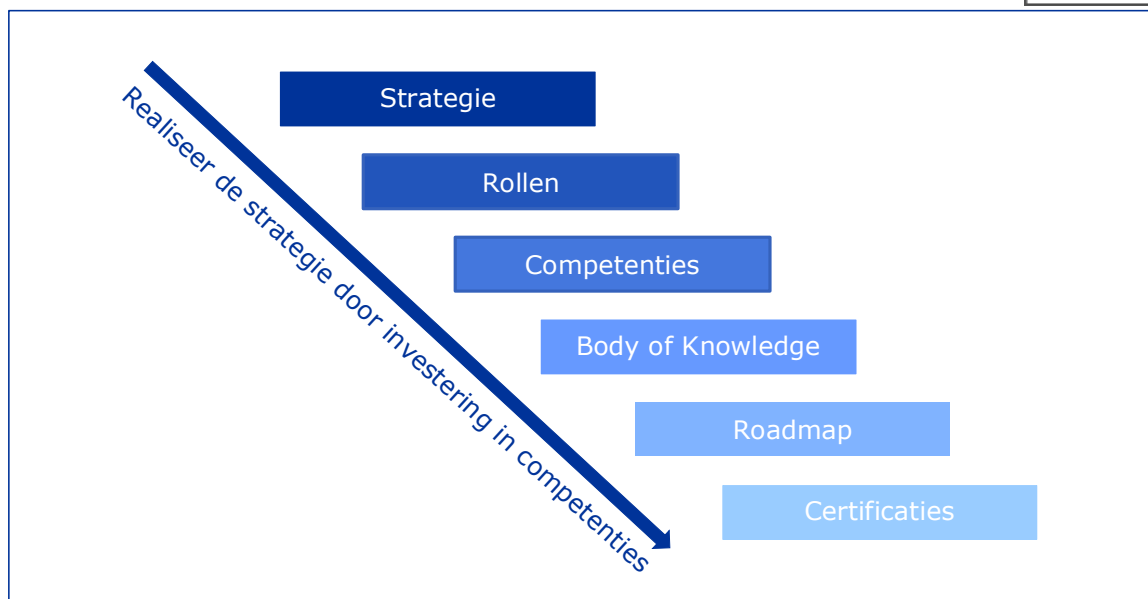 Strategie
Rollen
Competenties
Body of Knowledge
Roadmap
Certificaties
Realiseer de strategie door investering in competenties